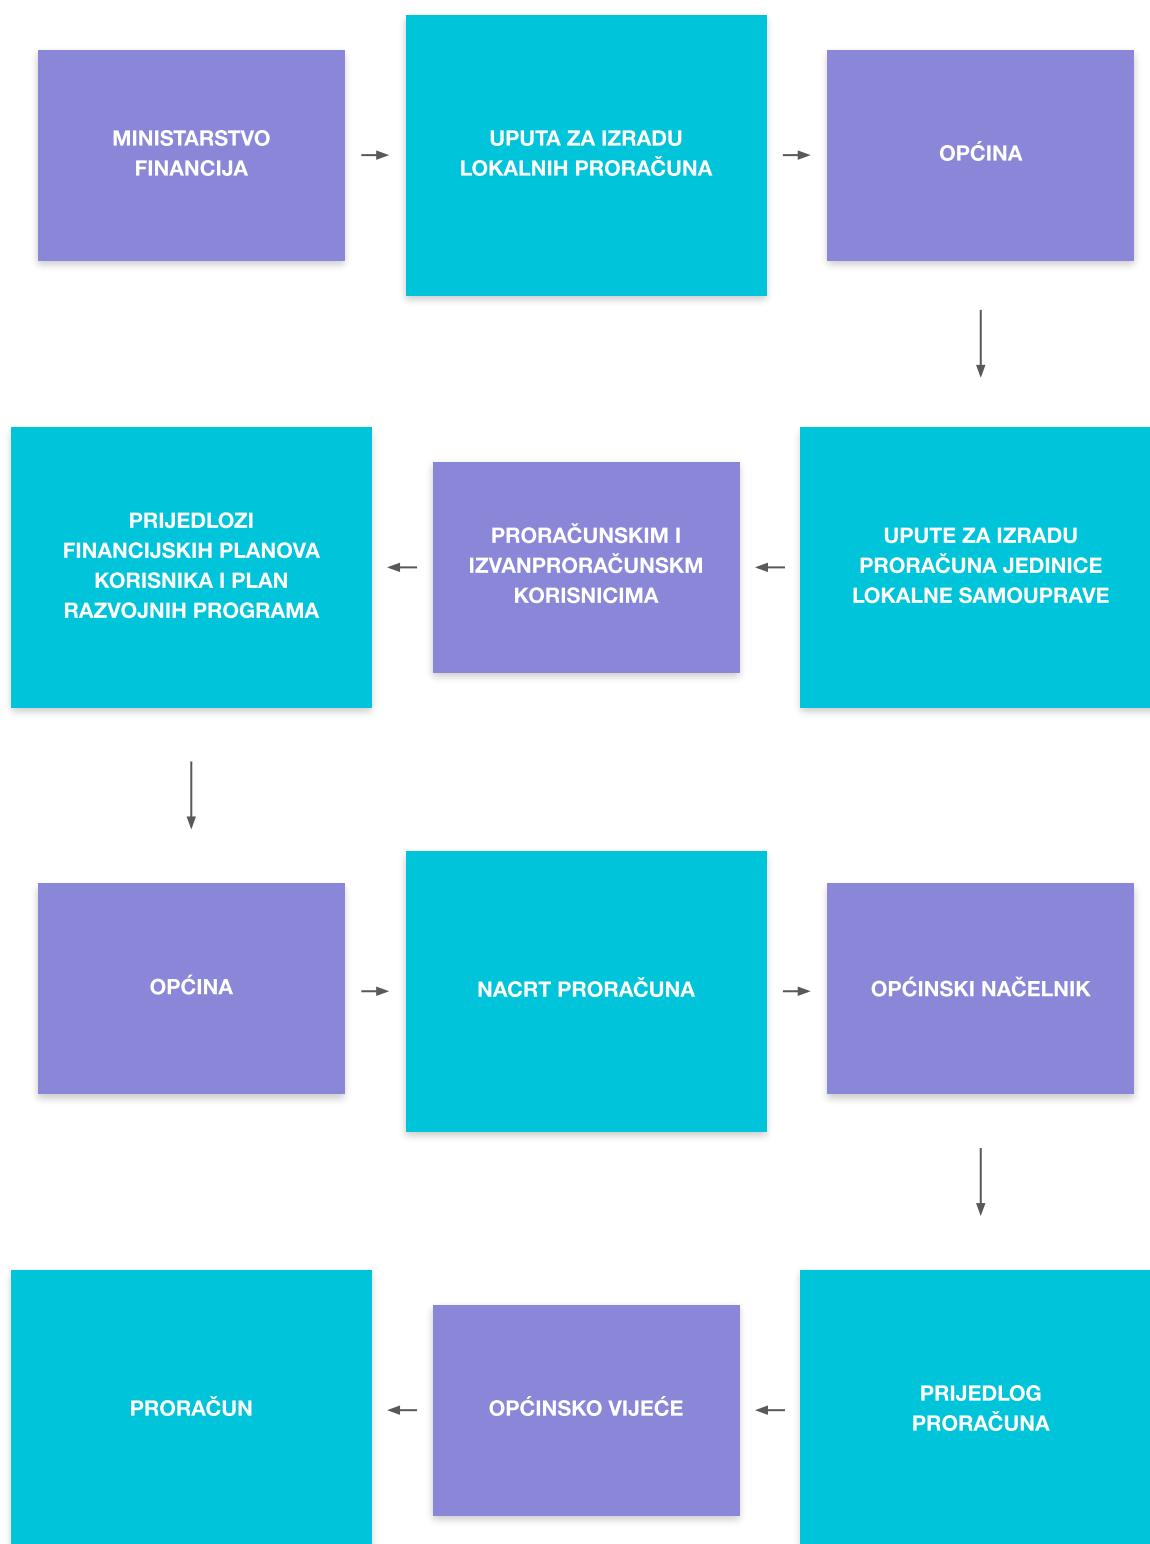 MINISTARSTVO
FINANCIJA
UPUTA ZA IZRADU
LOKALNIH PRORAČUNA
OPĆINA
UPUTE ZA IZRADU
PRORAČUNA JEDINICE
LOKALNE SAMOUPRAVE
PRORAČUNSKIM I
IZVANPRORAČUNSKM
KORISNICIMA
PRIJEDLOZI
FINANCIJSKIH PLANOVA
KORISNIKA I PLAN
RAZVOJNIH PROGRAMA
OPĆINA
NACRT PRORAČUNA
OPĆINSKI NAČELNIK
PRIJEDLOG
PRORAČUNA
OPĆINSKO VIJEĆE
PRORAČUN